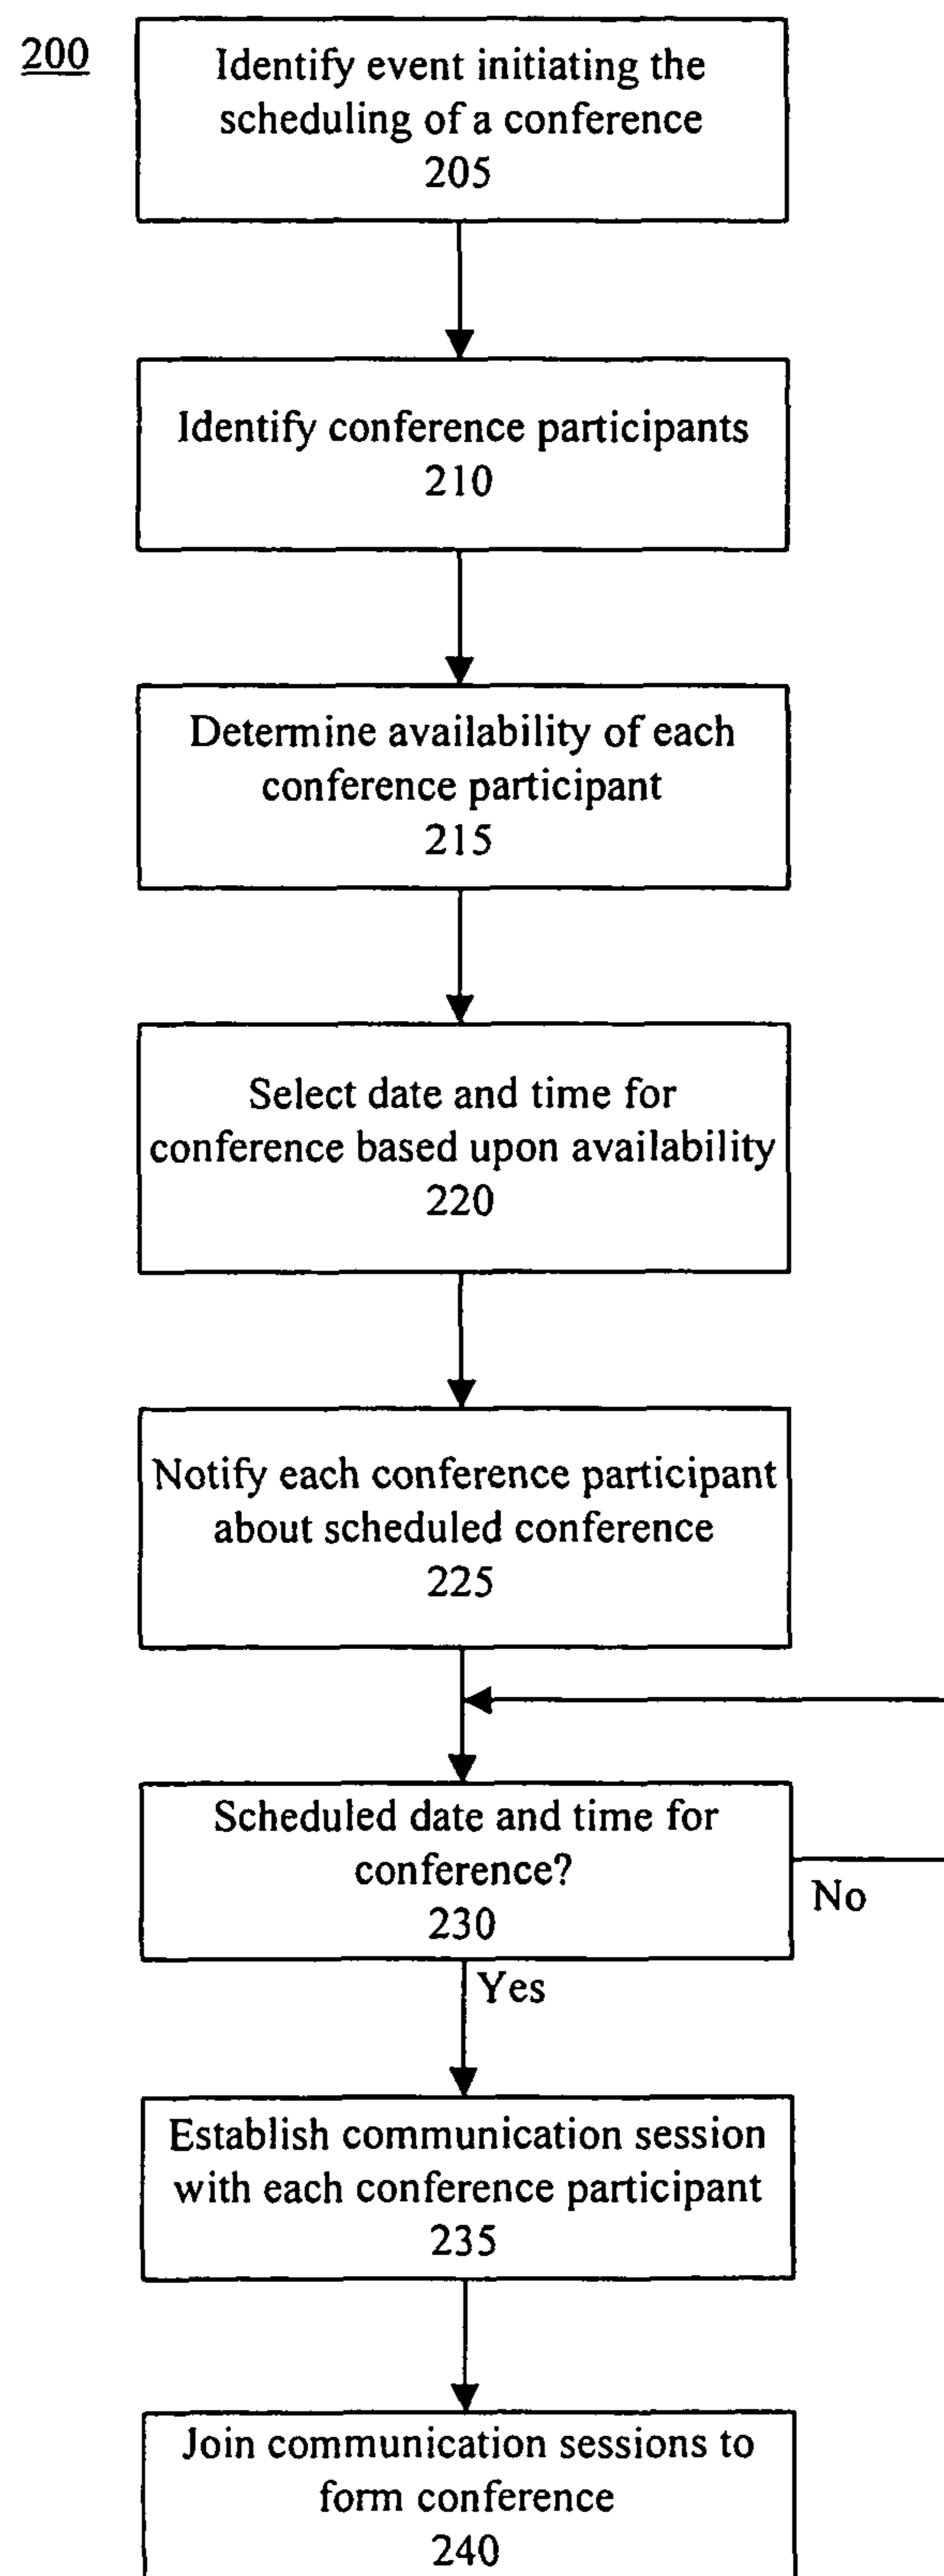 200
Identify event initiating the
scheduling of a conference
205
Identify conference participants
210
Determine availability of each
conference participant
215
Select date and time for
conference based upon availability
220
Notify each conference participant
about scheduled conference
225
Scheduled date and time for
conference?
230
No
Yes
Establish communication session
with each conference participant
235
Join communication sessions to
form conference
240